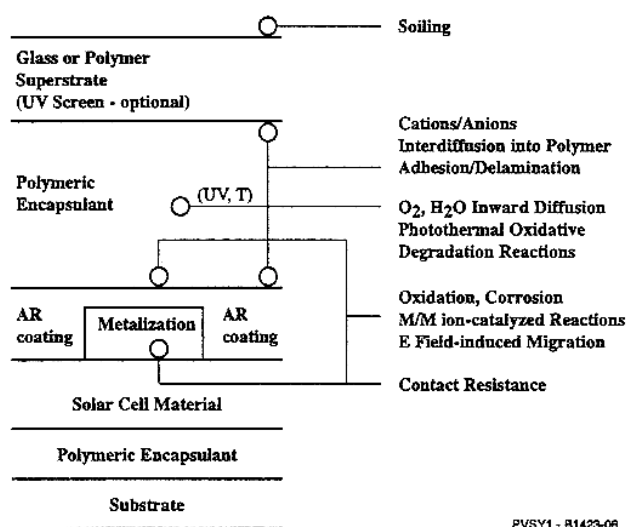 Soiling
Glass or Polymer
Superstrate
(UV Screen - optional)
Cations/Anions
Interdiffusion into Polymer
Adhesion/Delamination
Polymeric
Encapsulant
(UV, T)
O2, H2O Inward Diffusion
Photothermal Oxidative
Degradation Reactions
AR
coating
Metalization
AR
coating
Oxidation, Corrosion
M/M ion-catalyzed Reactions
E Field-induced Migration
Contact Resistance
Solar Cell Material
Polymeric Encapsulant
Substrate
PVSY1 - B1423-06